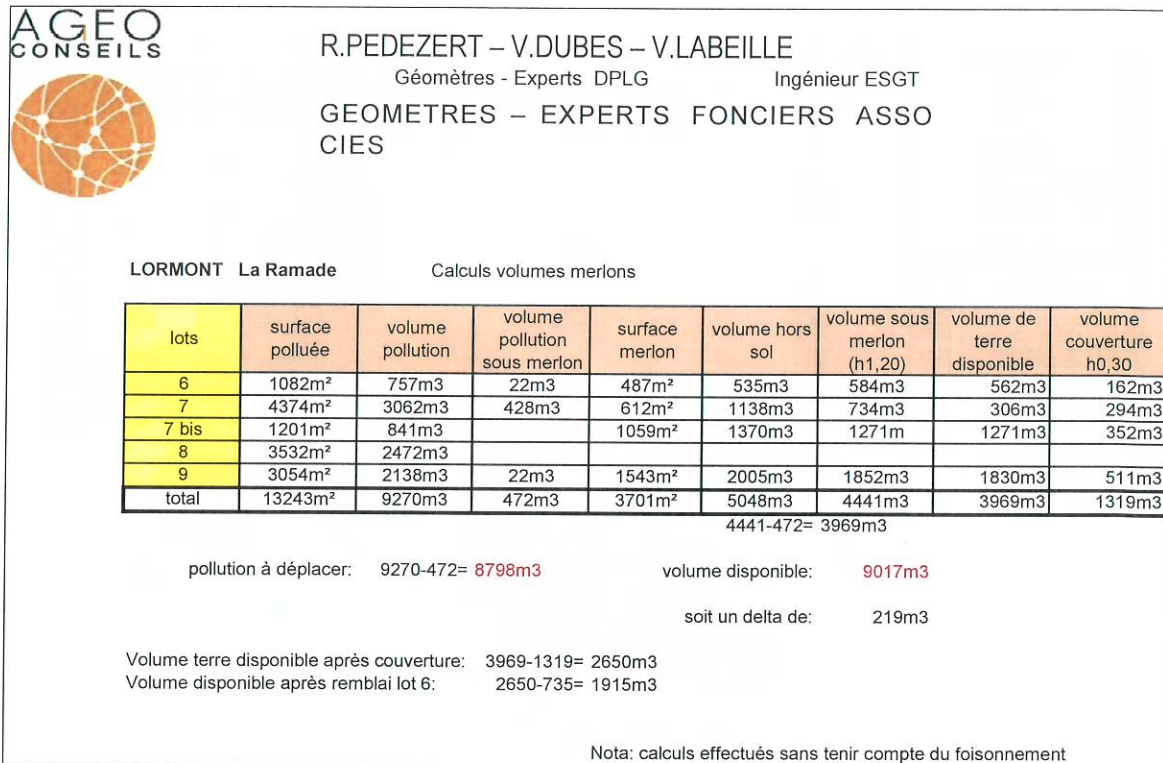 AGEO
CONSEILS
R.PEDEZERT – V.DUBES – V.LABEILLE
Géomètres - Experts DPLG Ingénieur ESGT
GEOMETRES – EXPERTS FONCIERS ASSO
CIES
LORMONT La Ramade Calculs volumes merlons
lots surface polluée volume pollution volume pollution sous merlon surface merlon volume hors sol volume sous merlon (h1,20) volume de terre disponible volume couverture h0,30
6 1082m² 757m3 22m3 487m² 535m3 584m3 562m3 162m3
7 4374m² 3062m3 428m3 612m² 1138m3 734m3 306m3 294m3
7 bis 1201m² 841m3 1059m² 1370m3 1271m 1271m3 352m3
8 3532m² 2472m3
9 3054m² 2138m3 22m3 1543m² 2005m3 1852m3 1830m3 511m3
total 13243m² 9270m3 472m3 3701m² 5048m3 4441m3 3969m3 1319m3
4441-472= 3969m3
pollution à déplacer: 9270-472= 8798m3 volume disponible: 9017m3
soit un delta de: 219m3
Volume terre disponible après couverture: 3969-1319= 2650m3
Volume disponible après remblai lot 6: 2650-735= 1915m3
Nota: calculs effectués sans tenir compte du foisonnement